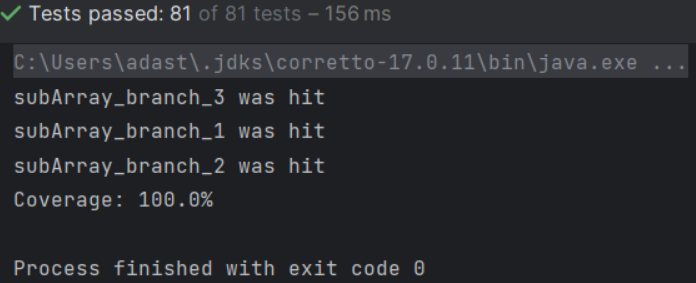 Tests passed: 81 of 81 tests – 156 ms
C:\Users\adast\.jdks\corretto-17.0.11\bin\java.exe ...
subArray_branch_3 was hit
subArray_branch_1 was hit
subArray_branch_2 was hit
Coverage: 100.0%
Process finished with exit code 0